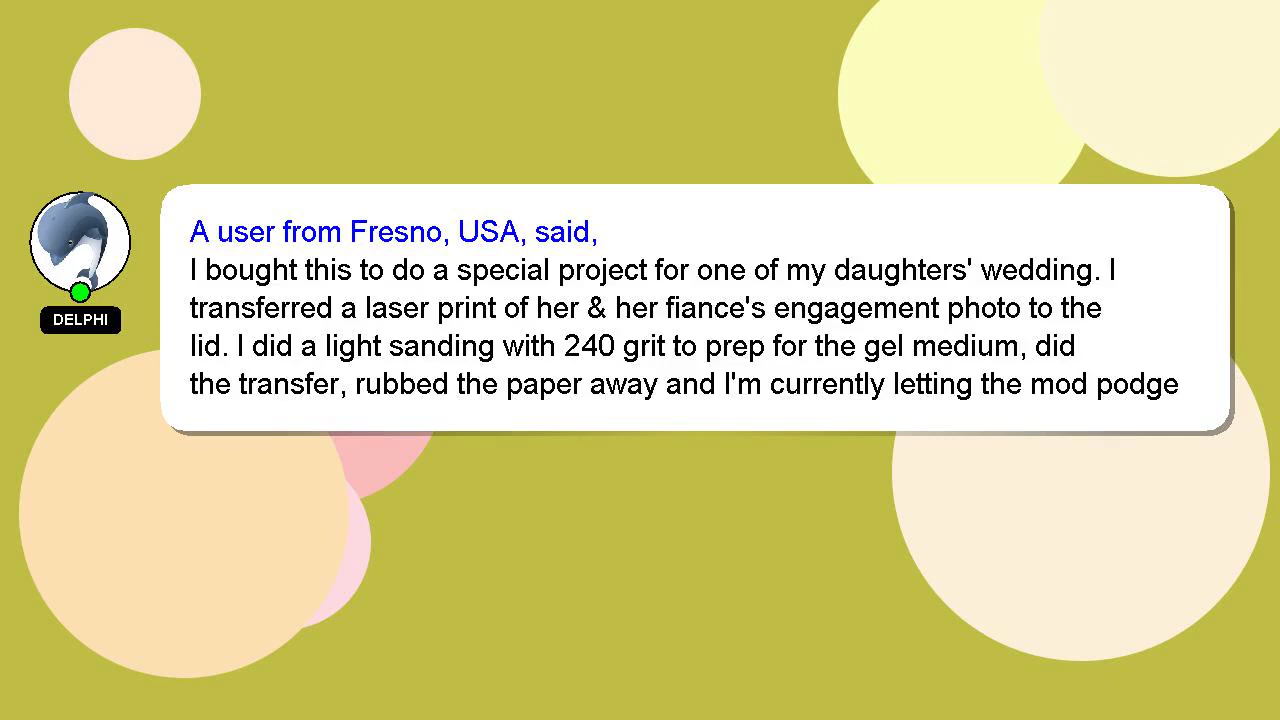 A user from Fresno, USA, said,
I bought this to do a special project for one of my daughters' wedding. I
transferred a laser print of her & her fiance's engagement photo to the
lid. I did a light sanding with 240 grit to prep for the gel medium, did
the transfer, rubbed the paper away and I'm currently letting the mod podge
DELPHI